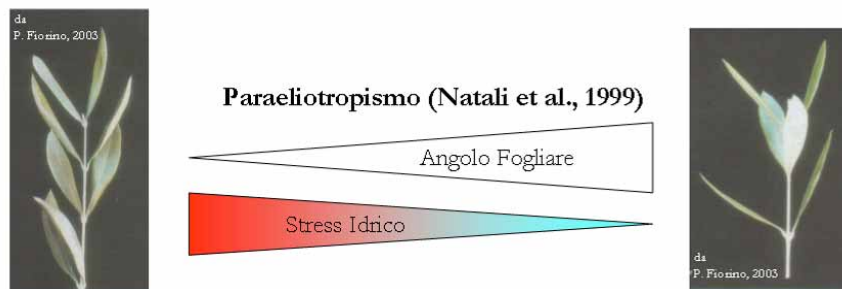 da
P. Fiorino, 2003
Paraeliotropismo (Natali et al., 1999)
Angolo Fogliare
Stress Idrico
da
P. Fiorino, 2003